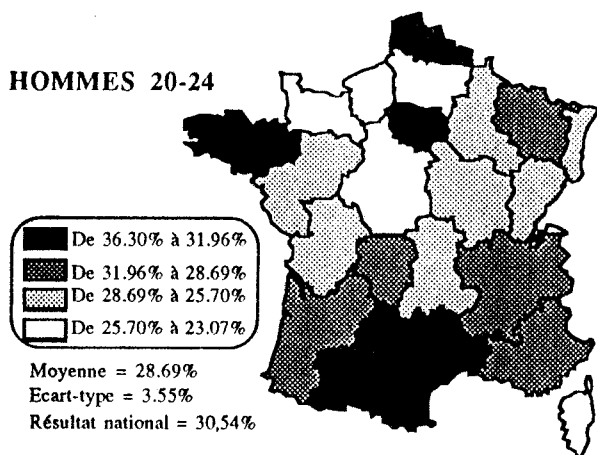 HOMMES 20-24
De 36.30% à 31.96%
De 31.96% à 28.69%
De 28.69% à 25.70%
De 25.70% à 23.07%
Moyenne = 28.69%
Ecart-type = 3.55%
Résultat national = 30,54%